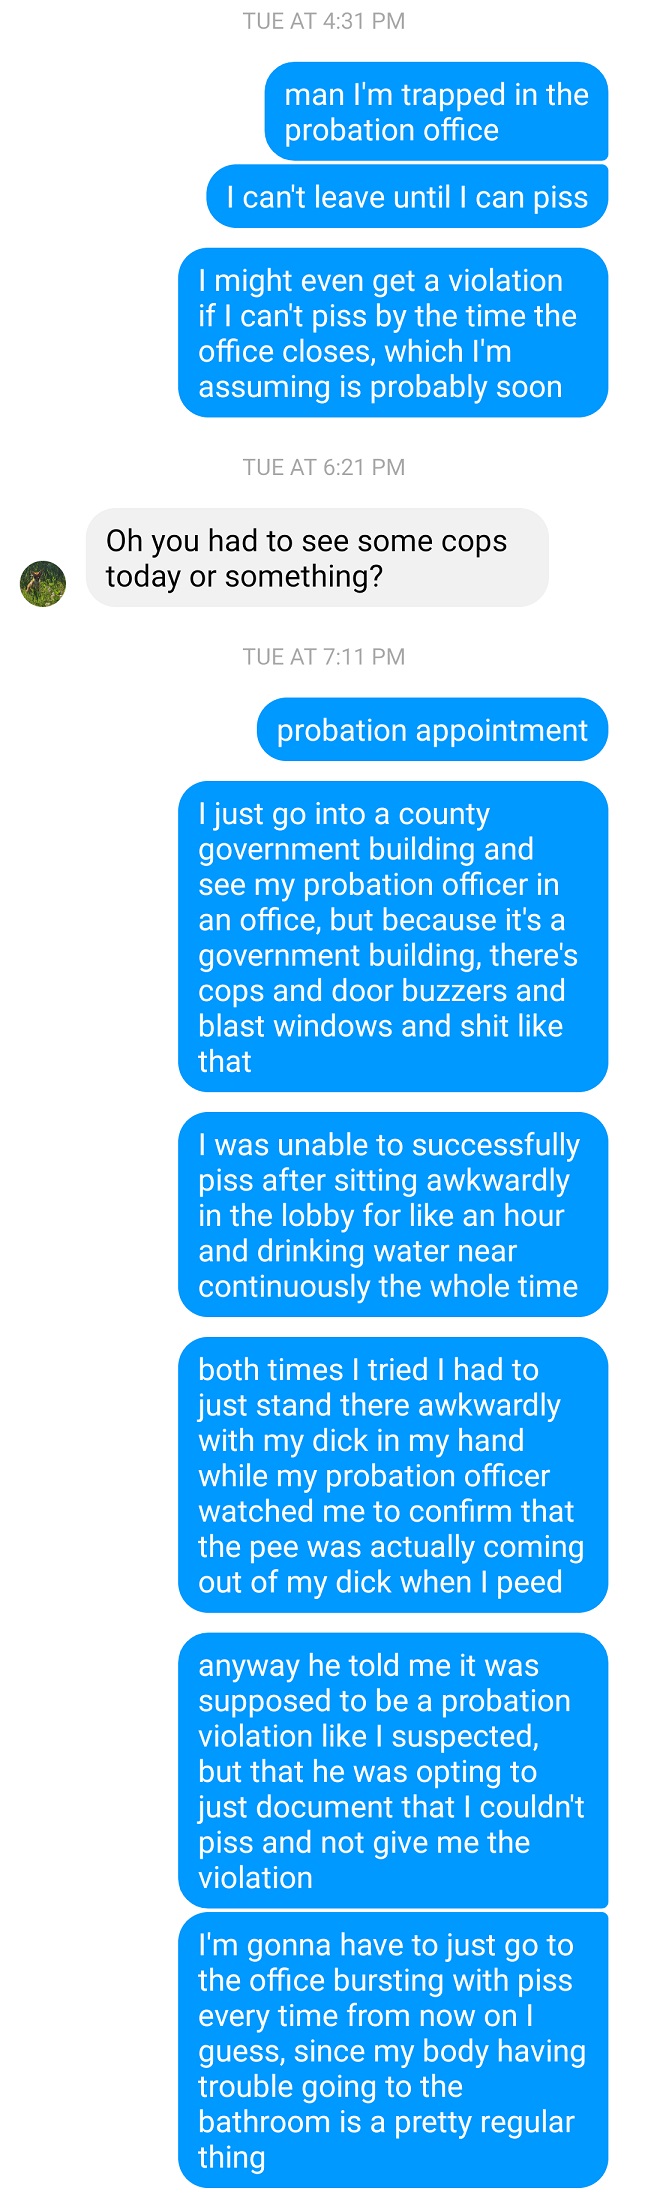 TUE AT 4:31 PM
man I'm trapped in the
probation office
I can't leave until I can piss
I might even get a violation
if I can't piss by the time the
office closes, which I'm
assuming is probably soon
TUE AT 6:21 PM
Oh you had to see some cops
today or something?
TUE AT 7:11 PM
probation appointment
I just go into a county
government building and
see my probation officer in
an office, but because it's a
government building, there's
cops and door buzzers and
blast windows and shit like
that
I was unable to successfully
piss after sitting awkwardly
in the lobby for like an hour
and drinking water near
continuously the whole time
both times I tried I had to
just stand there awkwardly
with my dick in my hand
while my probation officer
watched me to confirm that
the pee was actually coming
out of my dick when I peed
anyway he told me it was
supposed to be a probation
violation like I suspected,
but that he was opting to
just document that I couldn't
piss and not give me the
violation
I'm gonna have to just go to
the office bursting with piss
every time from now on I
guess, since my body having
trouble going to the
bathroom is a pretty regular
thing